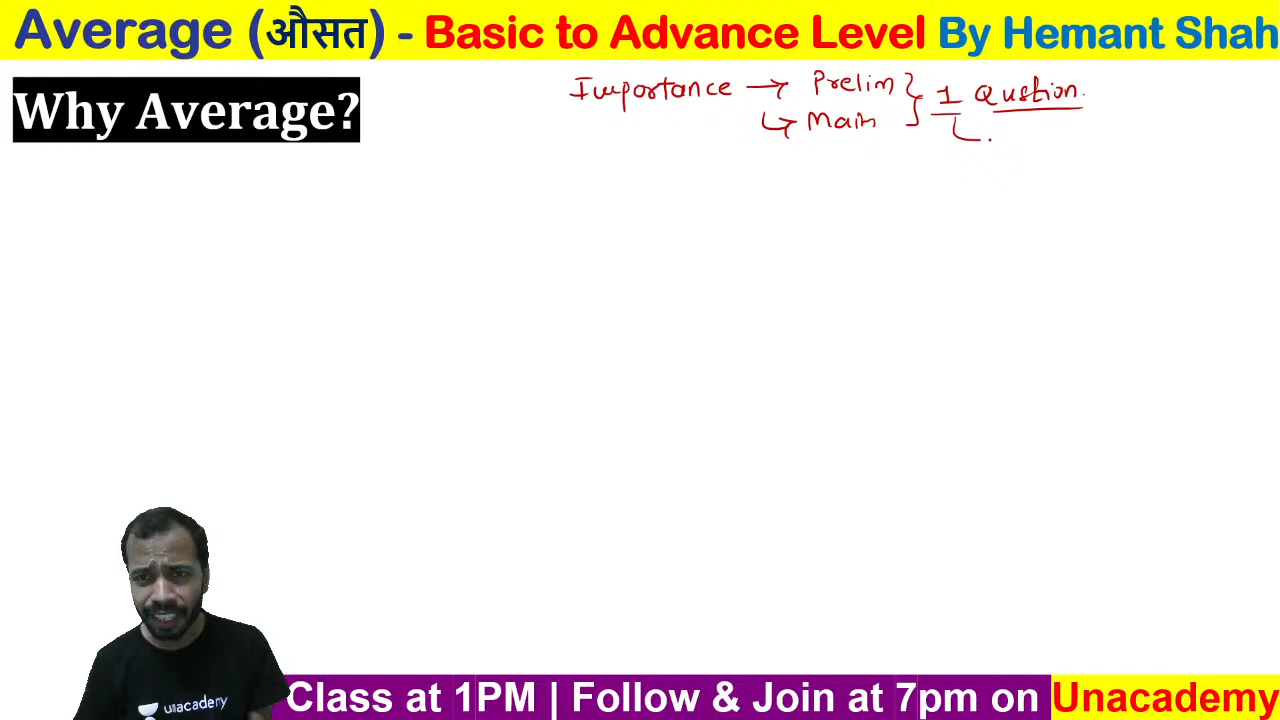 Average (औसत) - Basic to Advance Level By Hemant Shah
Why Average?
Importance → Prelim
↳ Main
1 Qustion.
unacademy
Class at 1PM | Follow & Join at 7pm on Unacademy